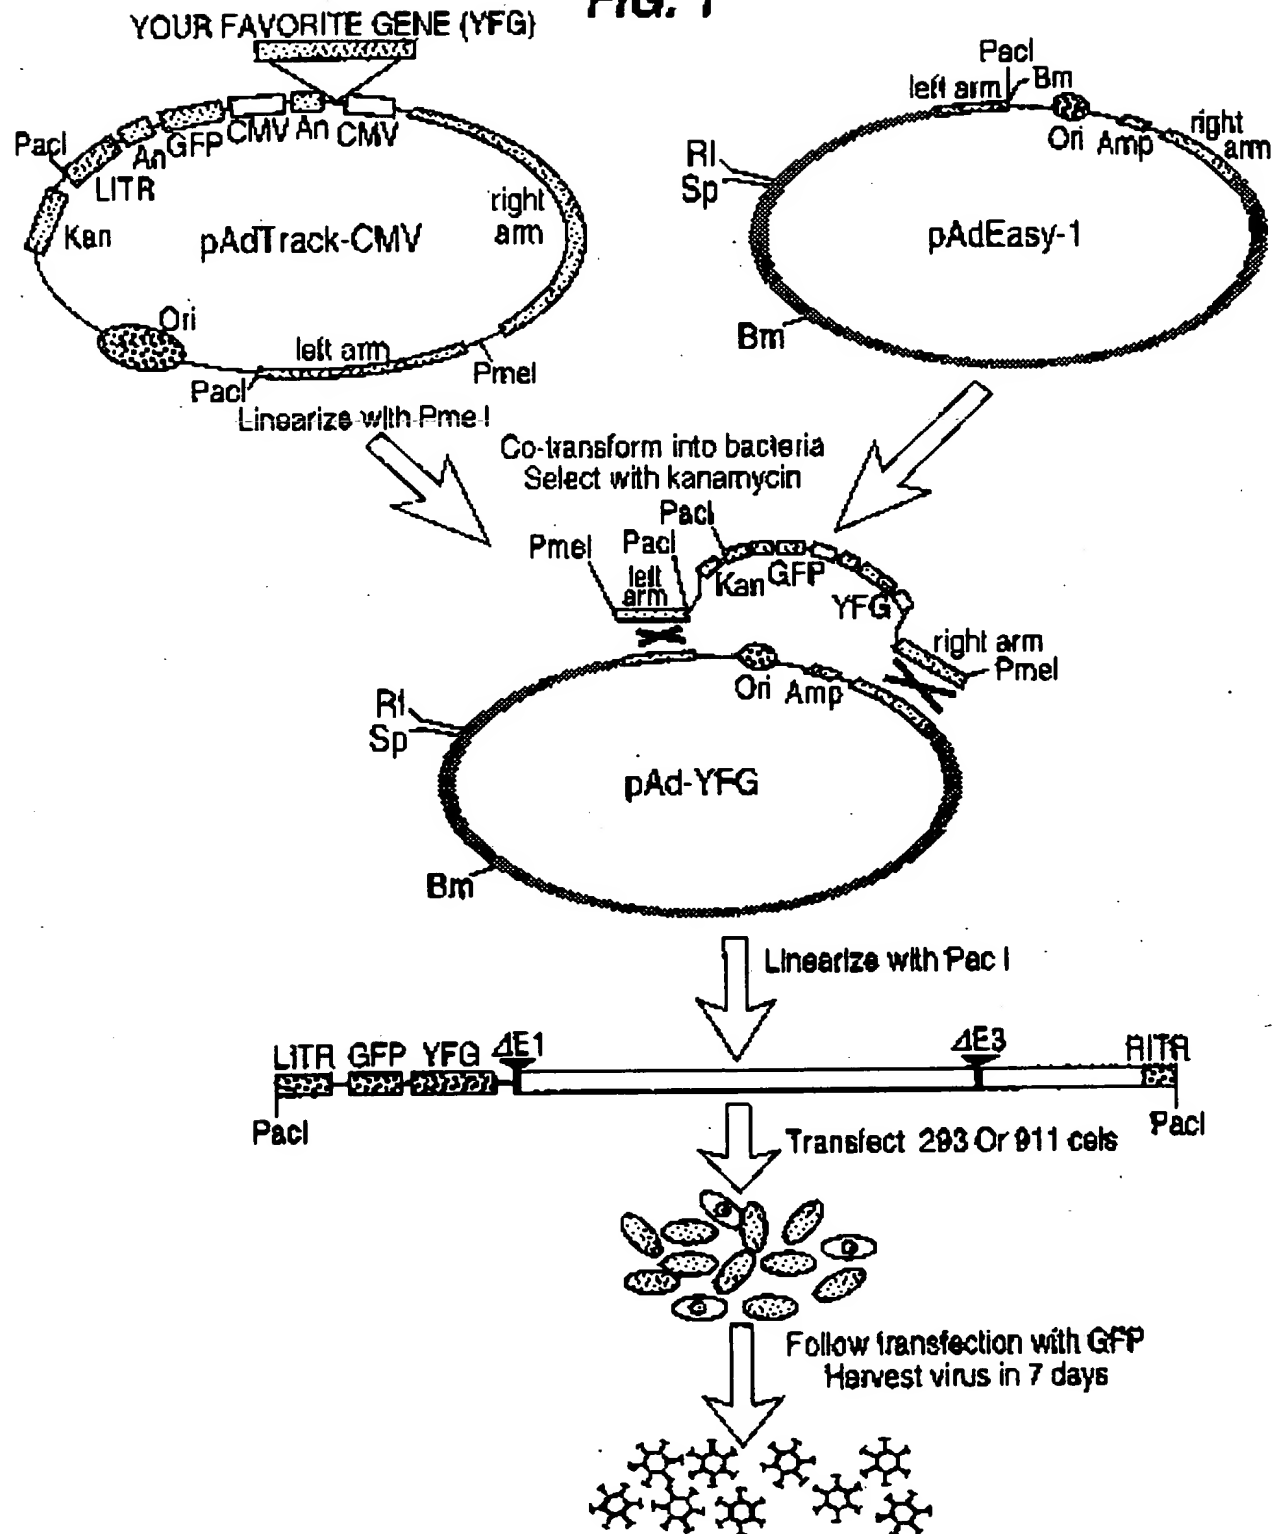 FIG. 1
YOUR FAVORITE GENE (YFG)
PacI
An
GFP
CMV
An
CMV
LITR
Kan
pAdTrack-CMV
right
arm
Ori
left arm
PacI
PmeI
Linearize with Pme I
PacI
left arm
Bm
Ori
Amp
right
arm
RI
Sp
pAdEasy-1
Bm
Co-transform into bacteria
Select with kanamycin
PacI
PmeI
PacI
left
arm
Kan
GFP
YFG
right arm
PmeI
Ori
Amp
RI
Sp
pAd-YFG
Bm
Linearize with Pac I
LITR GFP YFG ΔE1 ΔE3 RITR
PacI
PacI
Transfect 293 Or 911 cels
Follow transfection with GFP
Harvest virus in 7 days